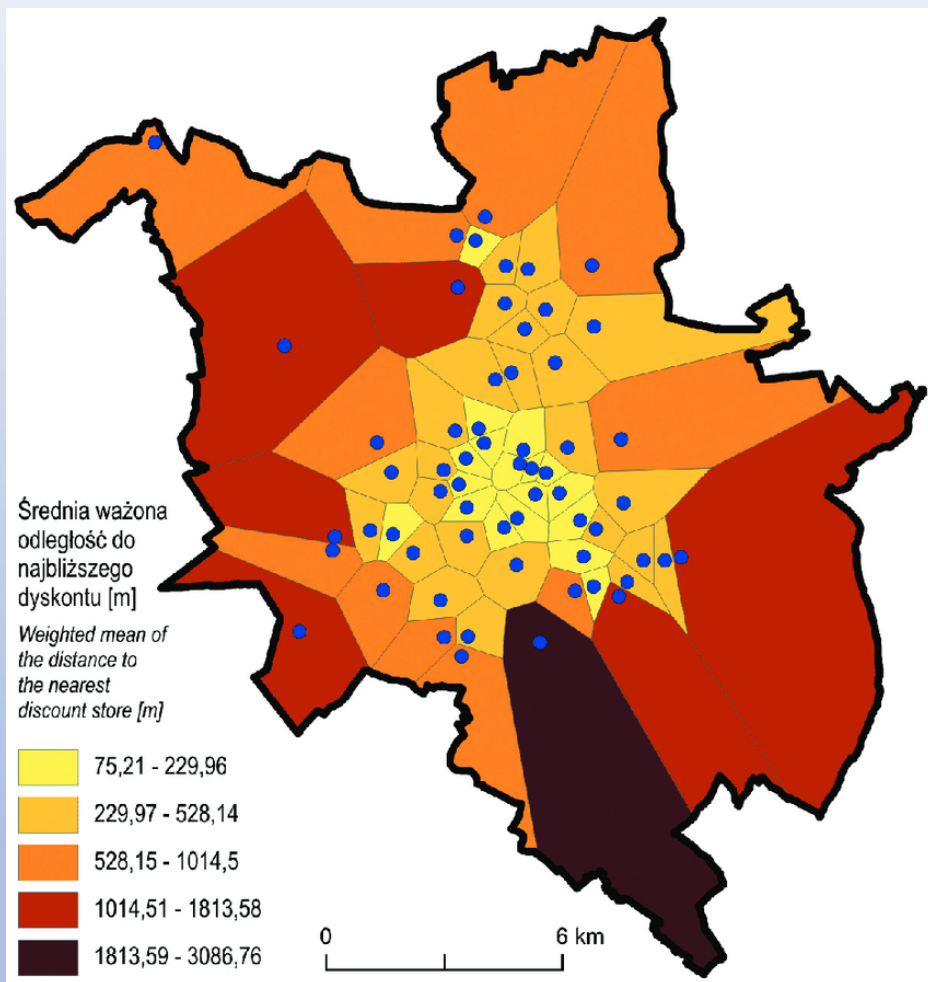 Średnia ważona
odległość do
najbliższego
dyskontu [m]
Weighted mean of
the distance to
the nearest
discount store [m]
75,21 - 229,96
229,97 - 528,14
528,15 - 1014,5
1014,51 - 1813,58
1813,59 - 3086,76
0 6 km